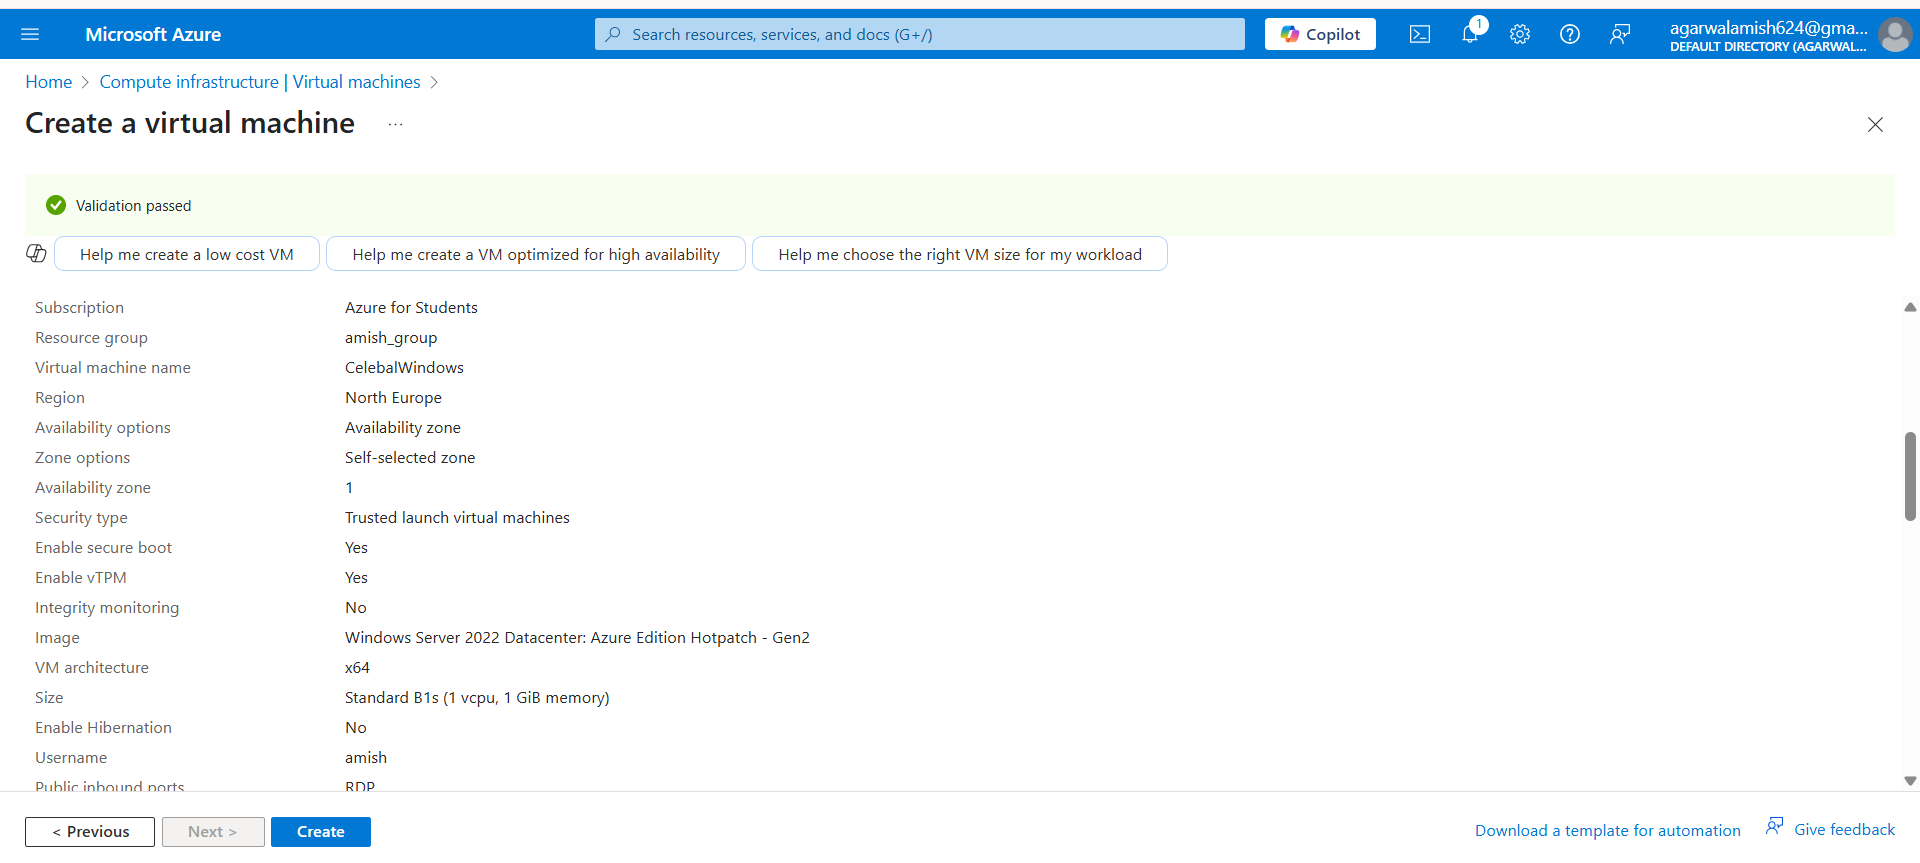 Microsoft Azure
Search resources, services, and docs (G+/)
Copilot
1
agarwalamish624@gma...
DEFAULT DIRECTORY (AGARWAL...
Home > Compute infrastructure | Virtual machines >
Create a virtual machine ...
Validation passed
Help me create a low cost VM
Help me create a VM optimized for high availability
Help me choose the right VM size for my workload
Subscription Azure for Students
Resource group amish_group
Virtual machine name CelebalWindows
Region North Europe
Availability options Availability zone
Zone options Self-selected zone
Availability zone 1
Security type Trusted launch virtual machines
Enable secure boot Yes
Enable vTPM Yes
Integrity monitoring No
Image Windows Server 2022 Datacenter: Azure Edition Hotpatch - Gen2
VM architecture x64
Size Standard B1s (1 vcpu, 1 GiB memory)
Enable Hibernation No
Username amish
Public inbound ports RDP
< Previous
Next >
Create
Download a template for automation
Give feedback